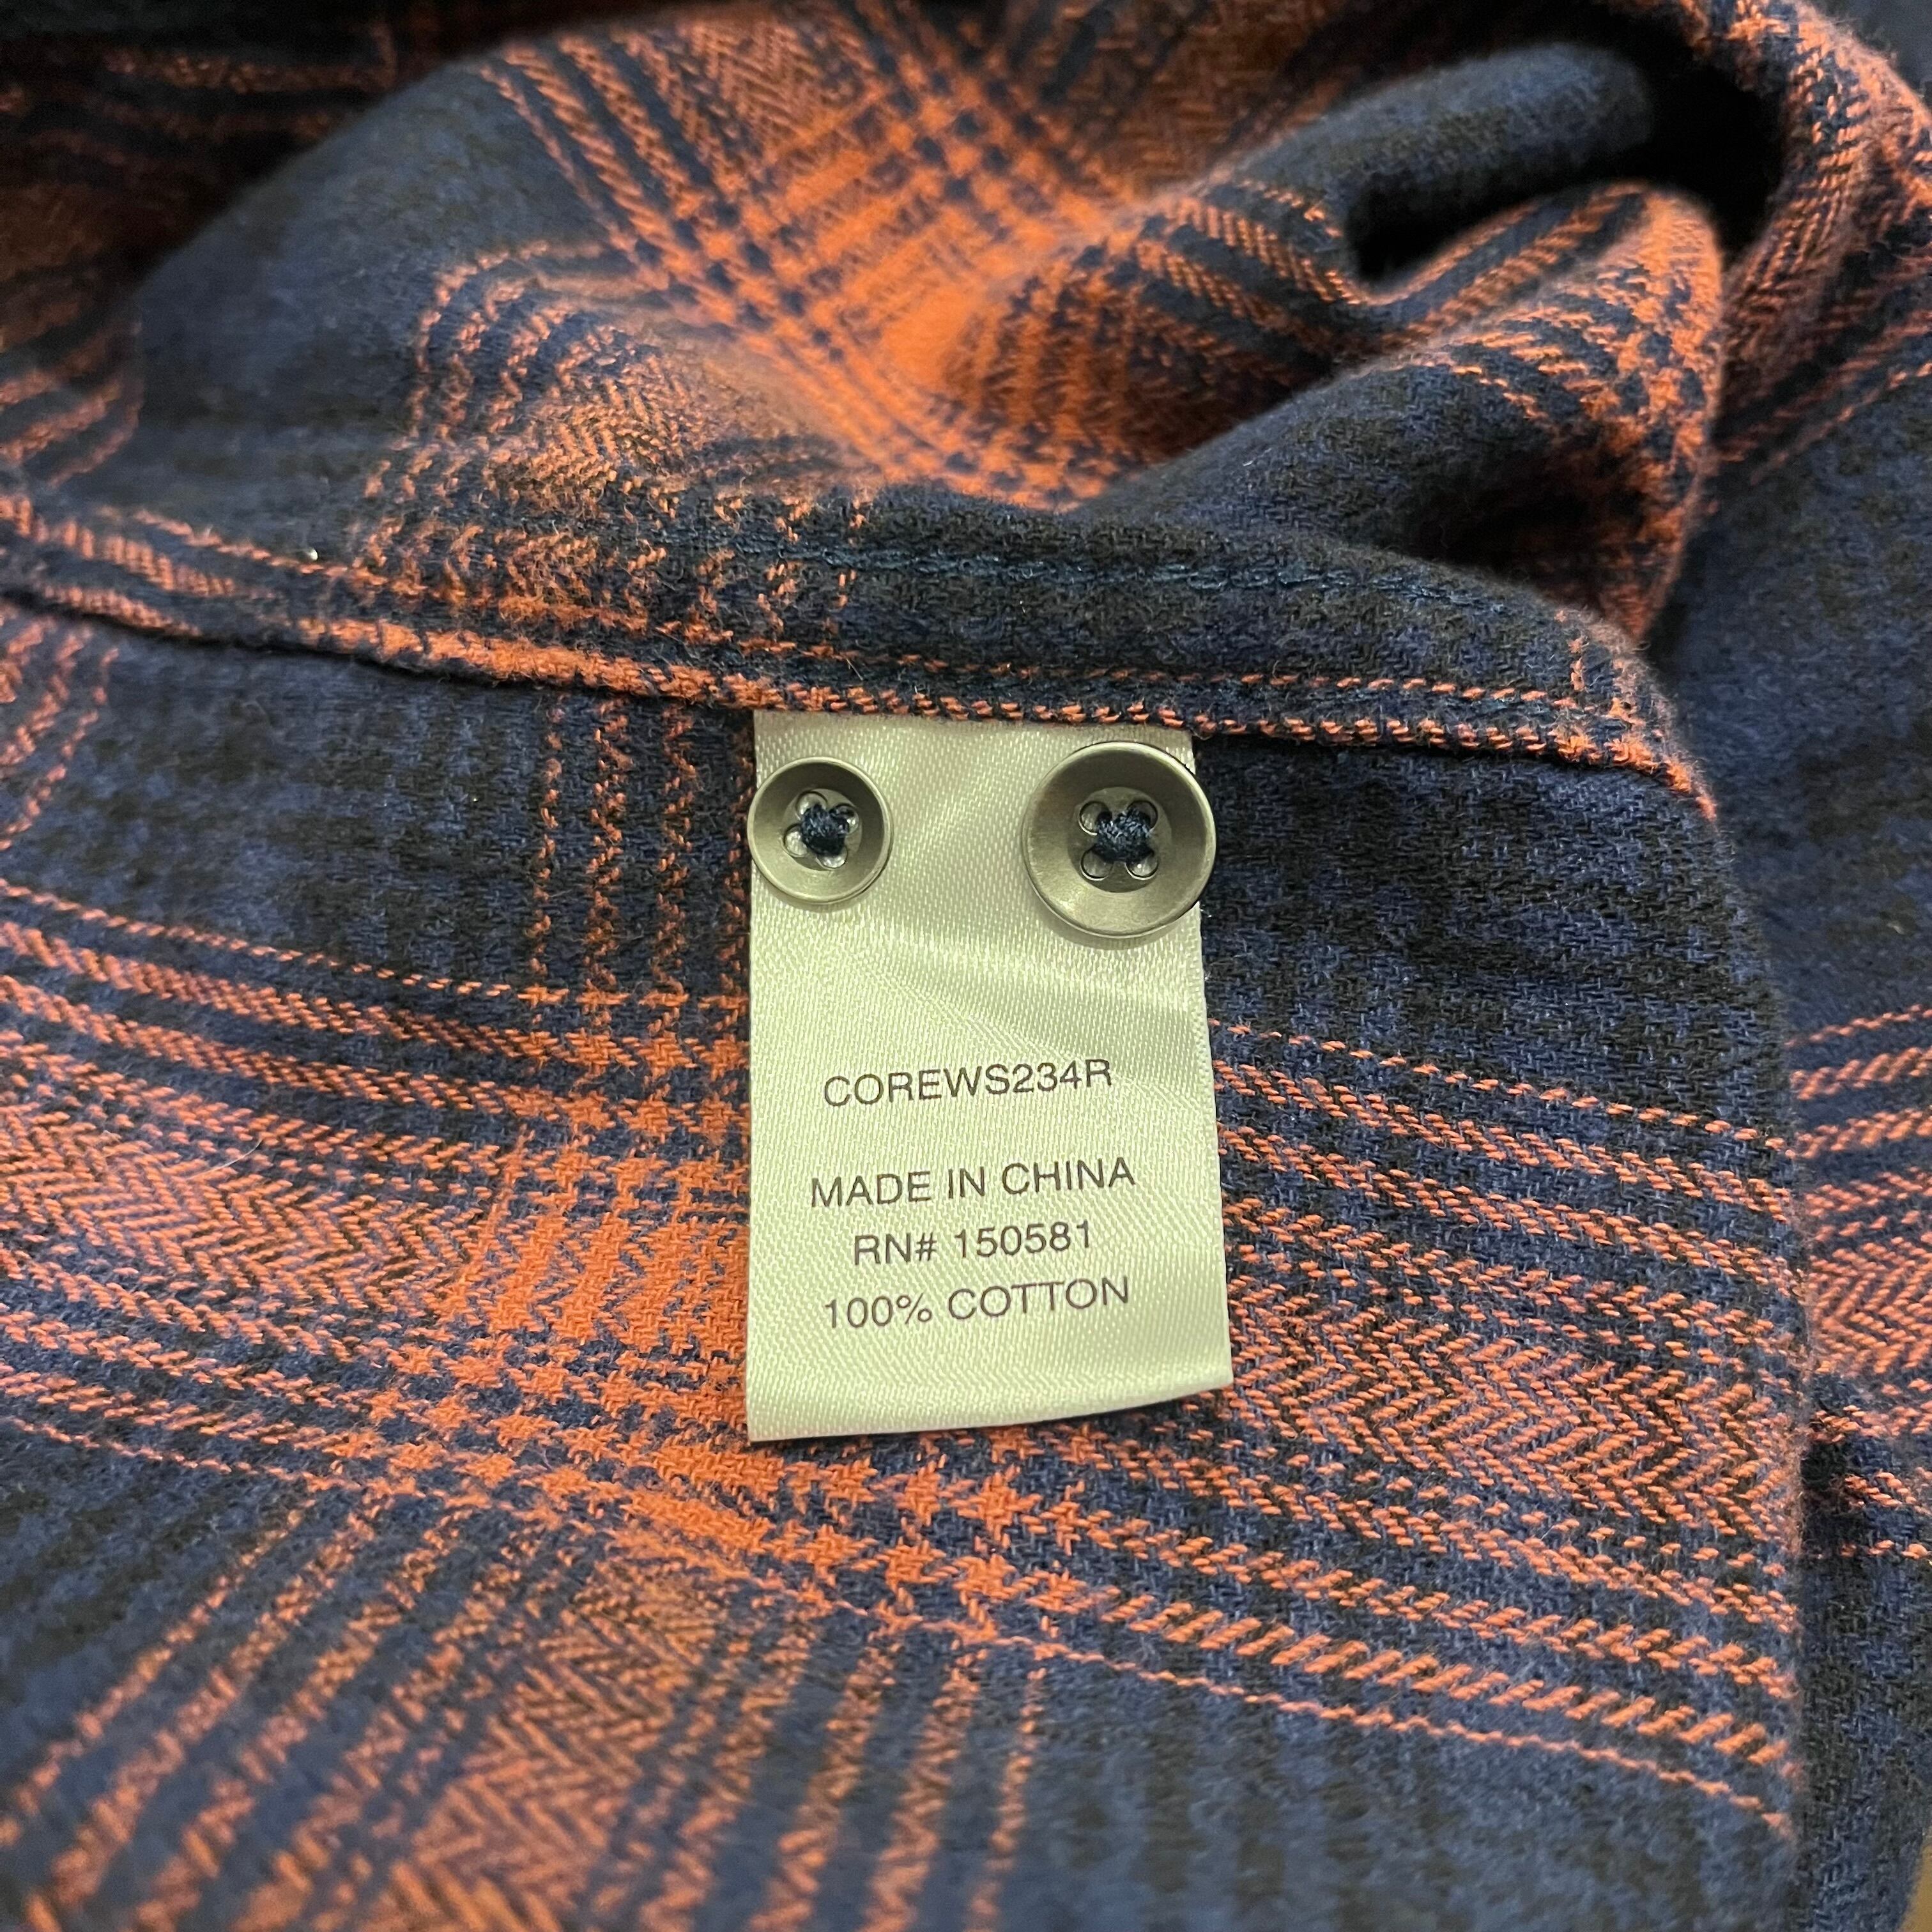 COREWS234R
MADE IN CHINA
RN# 150581
100% COTTON